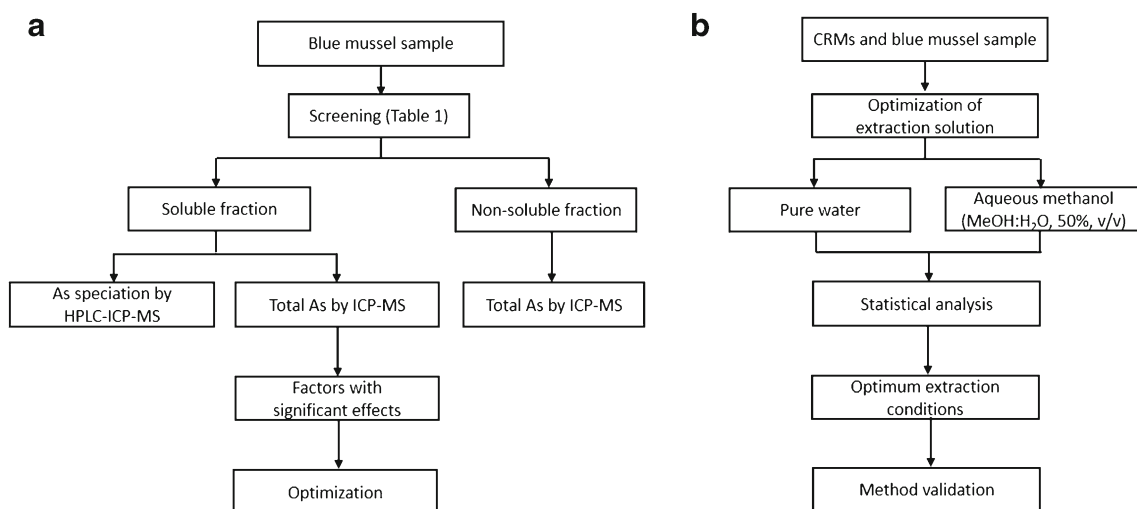 a
Blue mussel sample
Screening (Table 1)
Soluble fraction
Non-soluble fraction
As speciation by
HPLC-ICP-MS
Total As by ICP-MS
Total As by ICP-MS
Factors with
significant effects
Optimization
b
CRMs and blue mussel sample
Optimization of
extraction solution
Pure water
Aqueous methanol
(MeOH:H₂O, 50%, v/v)
Statistical analysis
Optimum extraction
conditions
Method validation